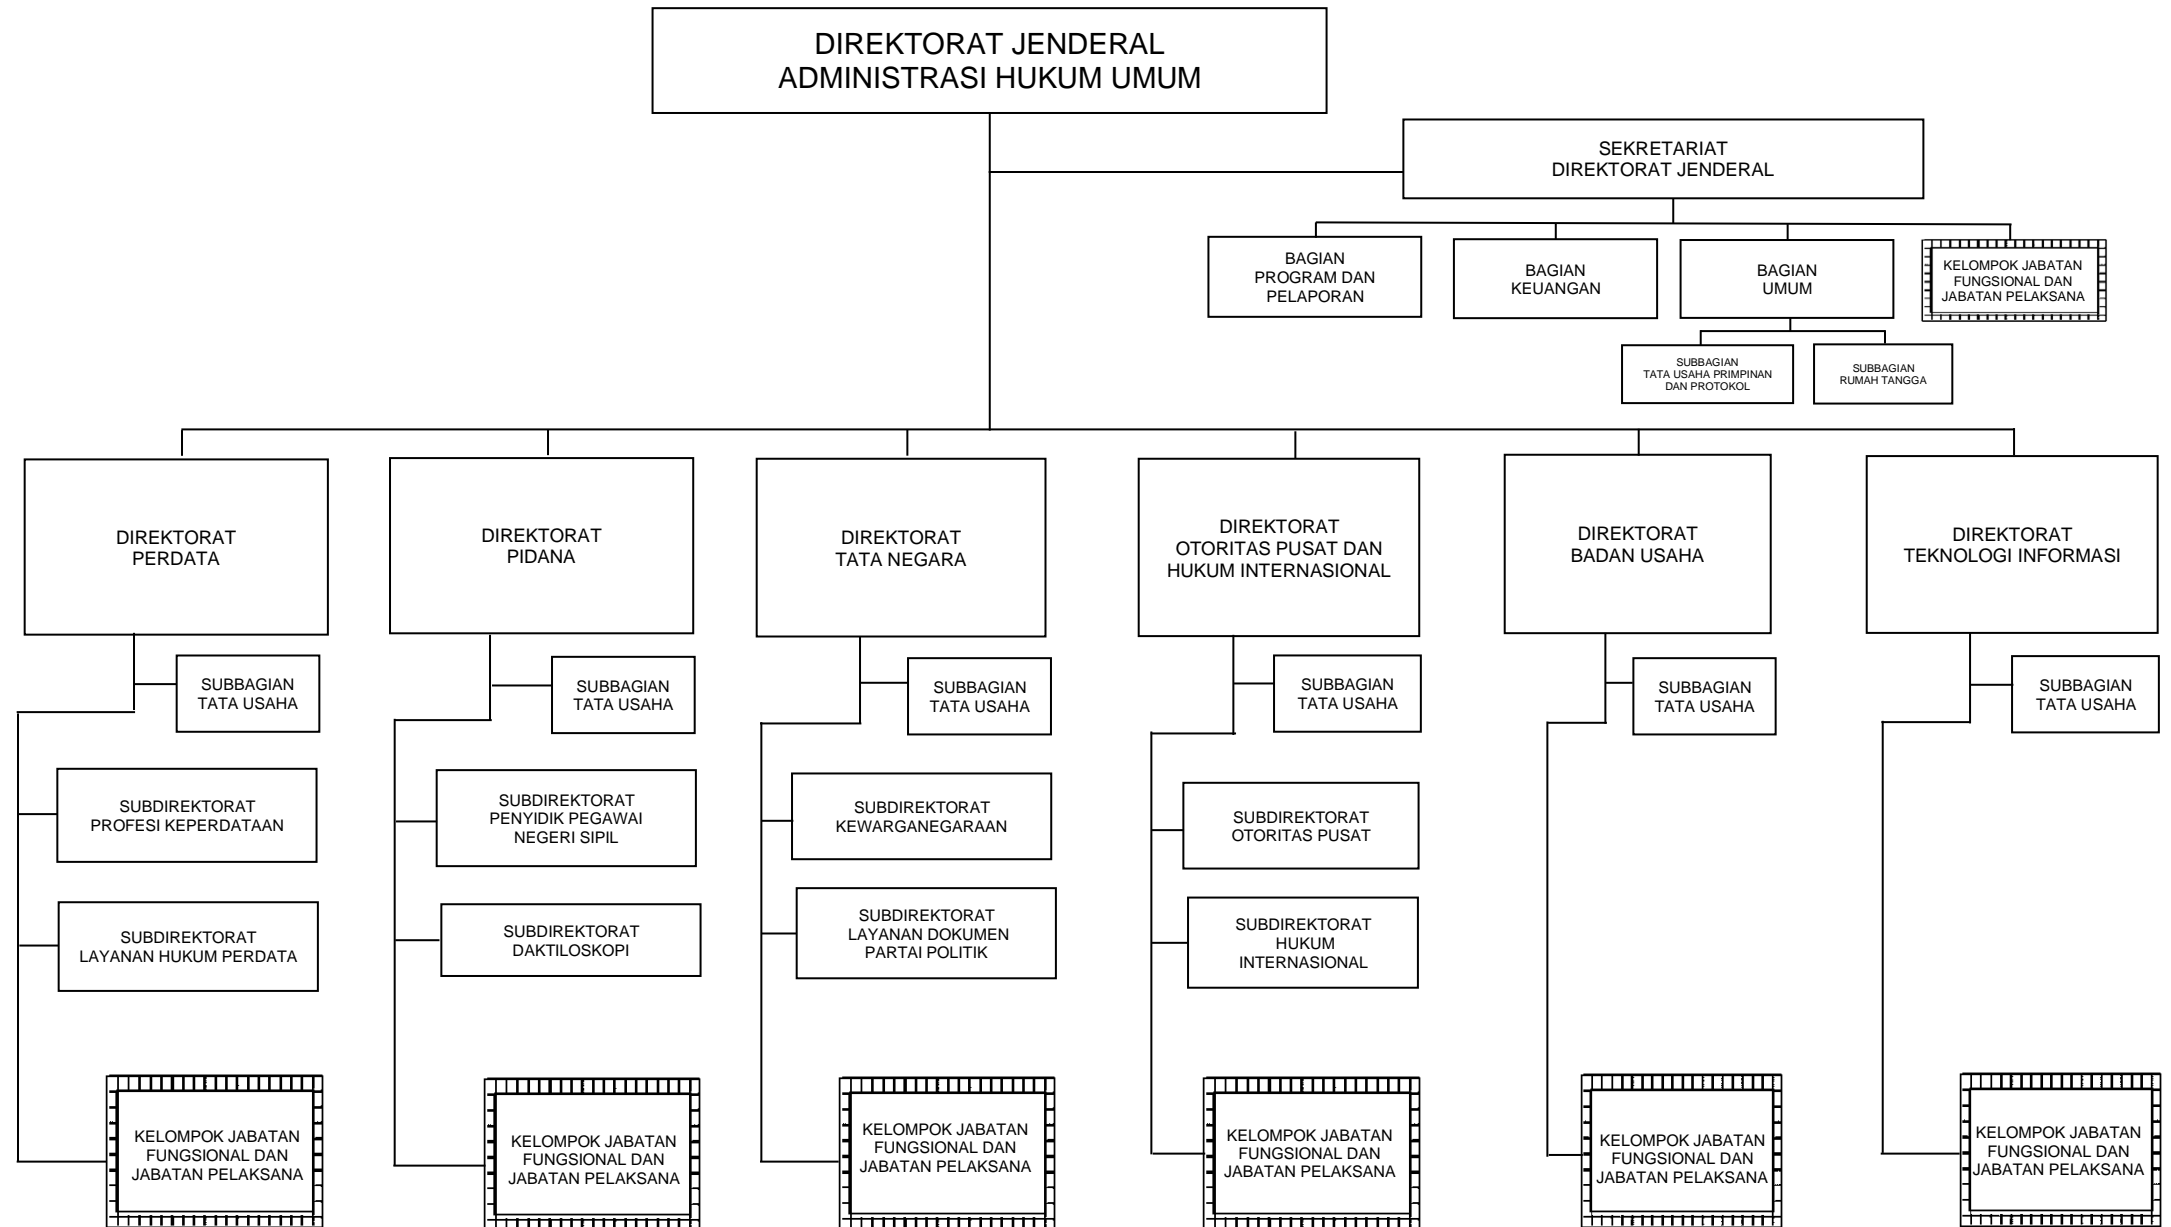 DIREKTORAT JENDERAL
ADMINISTRASI HUKUM UMUM
SEKRETARIAT
DIREKTORAT JENDERAL
BAGIAN
PROGRAM DAN
PELAPORAN
BAGIAN
KEUANGAN
BAGIAN
UMUM
KELOMPOK JABATAN
FUNGSIONAL DAN
JABATAN PELAKSANA
SUBBAGIAN
TATA USAHA PRIMPINAN
DAN PROTOKOL
SUBBAGIAN
RUMAH TANGGA
DIREKTORAT
PERDATA
DIREKTORAT
PIDANA
DIREKTORAT
TATA NEGARA
DIREKTORAT
OTORITAS PUSAT DAN
HUKUM INTERNASIONAL
DIREKTORAT
BADAN USAHA
DIREKTORAT
TEKNOLOGI INFORMASI
SUBBAGIAN
TATA USAHA
SUBBAGIAN
TATA USAHA
SUBBAGIAN
TATA USAHA
SUBBAGIAN
TATA USAHA
SUBBAGIAN
TATA USAHA
SUBBAGIAN
TATA USAHA
SUBDIREKTORAT
PROFESI KEPERDATAAN
SUBDIREKTORAT
PENYIDIK PEGAWAI
NEGERI SIPIL
SUBDIREKTORAT
KEWARGANEGARAAN
SUBDIREKTORAT
OTORITAS PUSAT
SUBDIREKTORAT
LAYANAN HUKUM PERDATA
SUBDIREKTORAT
DAKTILOSKOPI
SUBDIREKTORAT
LAYANAN DOKUMEN
PARTAI POLITIK
SUBDIREKTORAT
HUKUM
INTERNASIONAL
KELOMPOK JABATAN
FUNGSIONAL DAN
JABATAN PELAKSANA
KELOMPOK JABATAN
FUNGSIONAL DAN
JABATAN PELAKSANA
KELOMPOK JABATAN
FUNGSIONAL DAN
JABATAN PELAKSANA
KELOMPOK JABATAN
FUNGSIONAL DAN
JABATAN PELAKSANA
KELOMPOK JABATAN
FUNGSIONAL DAN
JABATAN PELAKSANA
KELOMPOK JABATAN
FUNGSIONAL DAN
JABATAN PELAKSANA